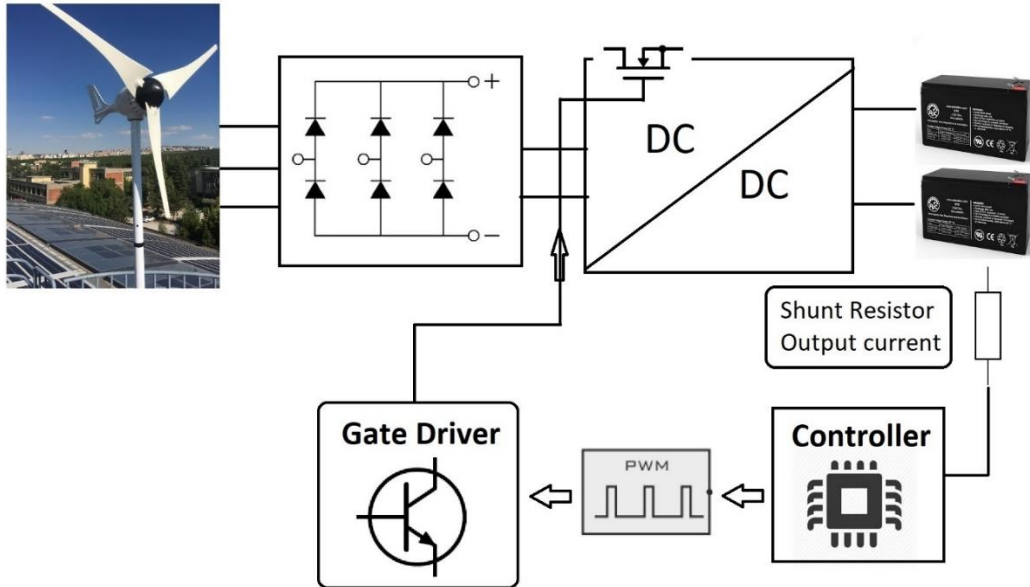 +
−
DC
DC
Shunt Resistor
Output current
Gate Driver
PWM
Controller